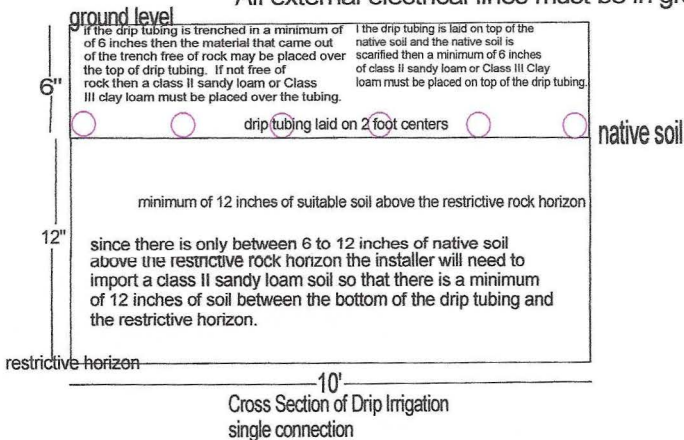 All external electrical lines must be in gr
ground level
if the drip tubing is trenched in a minimum of
of 6 inches then the material that came out
of the trench free of rock may be placed over
the top of drip tubing. If not free of
rock then a class II sandy loam or Class
III clay loam must be placed over the tubing.
I the drip tubing is laid on top of the
native soil and the native soil is
scarified then a minimum of 6 inches
of class II sandy loam or Class III Clay
loam must be placed on top of the drip tubing.
6"
drip tubing laid on 2 foot centers
native soil
minimum of 12 inches of suitable soil above the restrictive rock horizon
12"
since there is only between 6 to 12 inches of native soil
above the restrictive rock horizon the installer will need to
import a class II sandy loam soil so that there is a minimum
of 12 inches of soil between the bottom of the drip tubing and
the restrictive horizon.
restrictive horizon
10'
Cross Section of Drip Irrigation
single connection